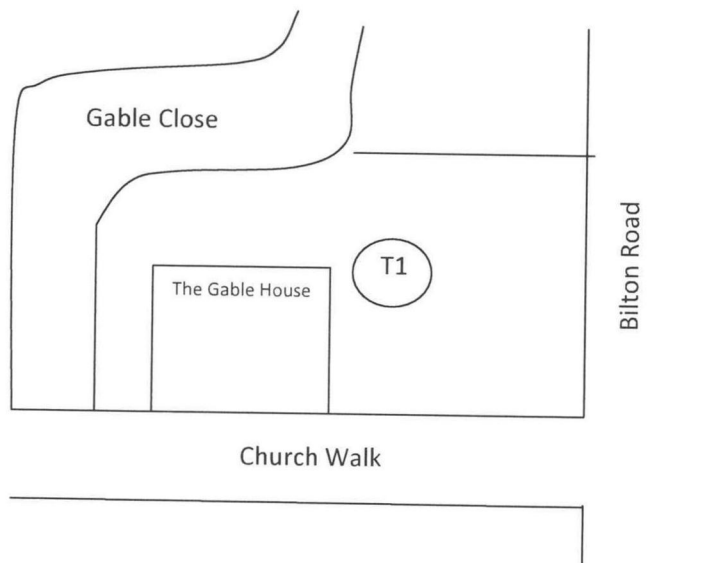 Gable Close
T1
The Gable House
Bilton Road
Church Walk